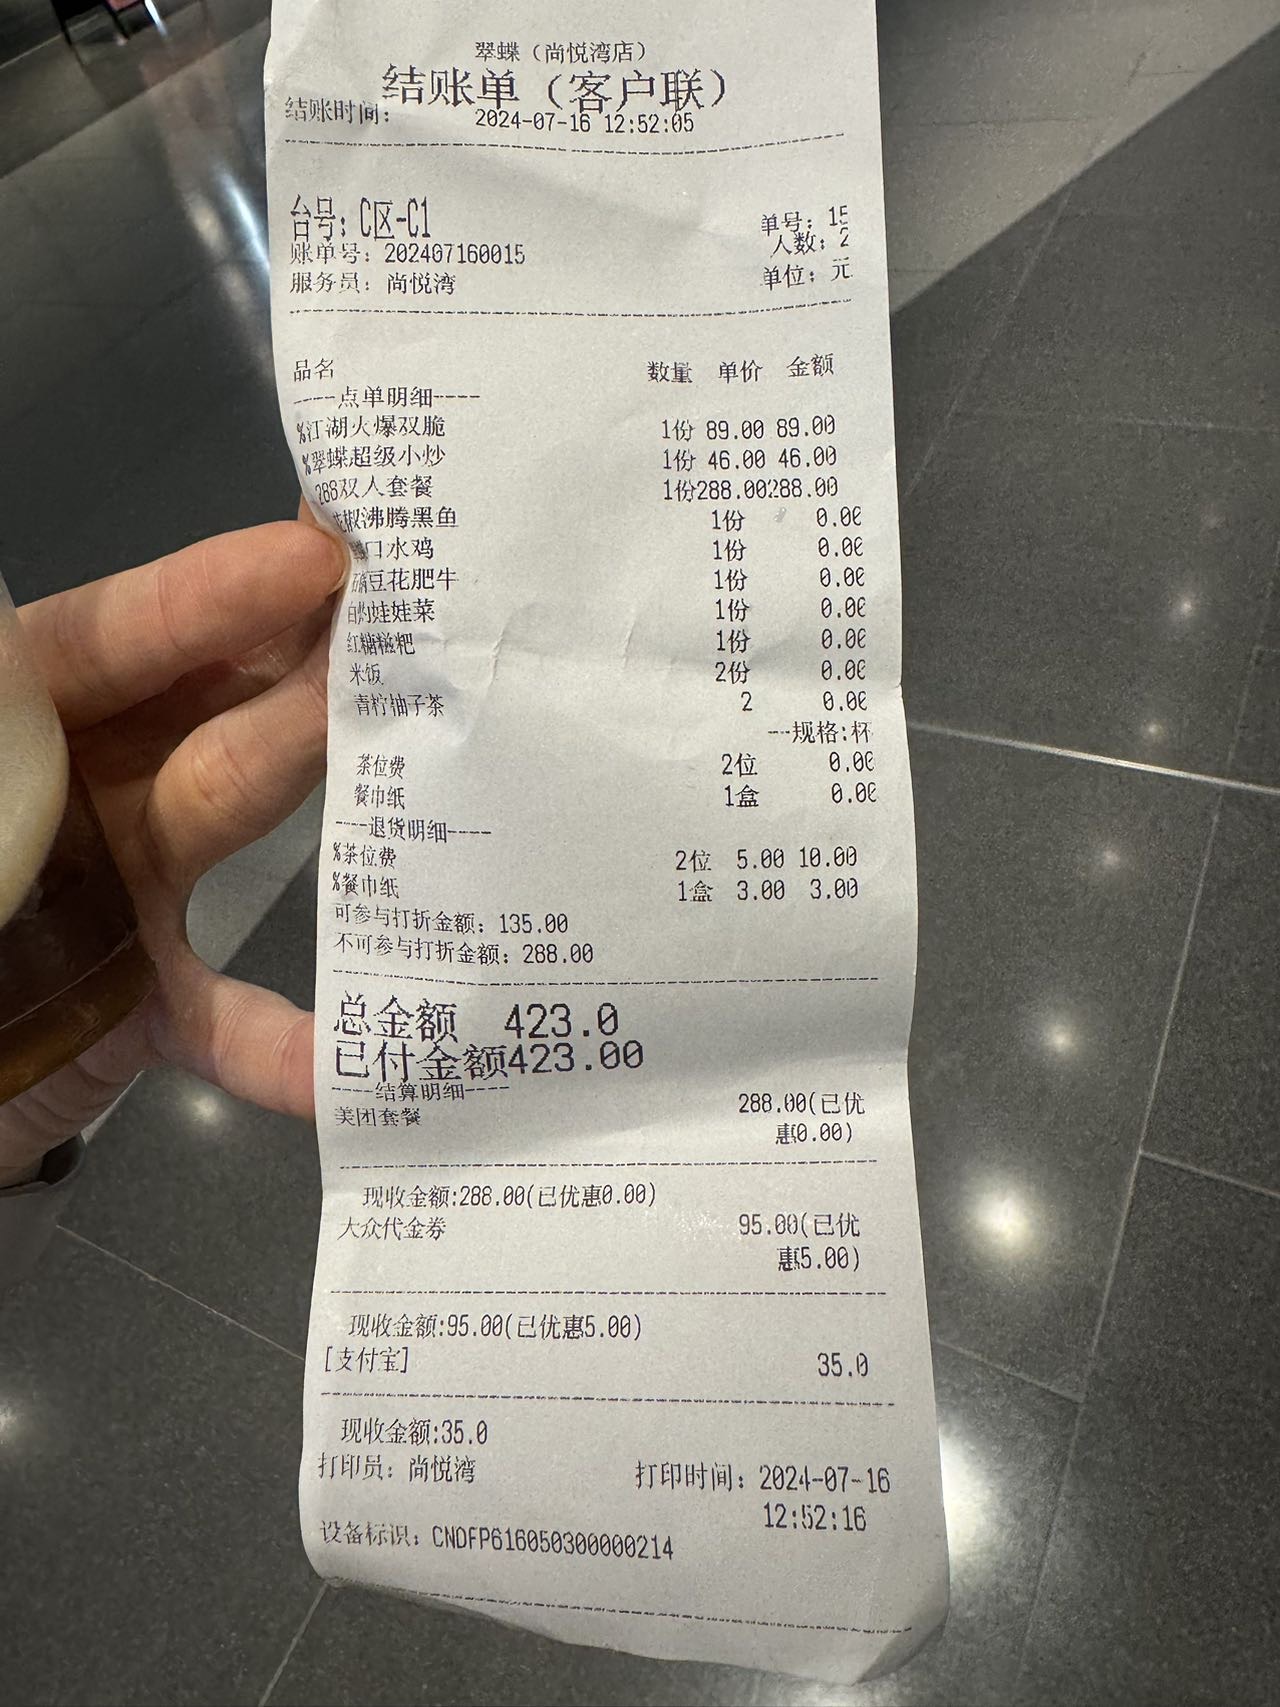 翠蝶（尚悦湾店）
结账单（客户联）
结账时间： 2024-07-16 12:52:05
台号：C区-C1 单号：15
人数：2
账单号：202407160015
服务员：尚悦湾 单位：元
品名 数量 单价 金额
----点单明细----
%江湖火爆双脆 1份 89.00 89.00
%翠蝶超级小炒 1份 46.00 46.00
288双人套餐 1份288.00288.00
花椒沸腾黑鱼 1份 0.00
口水鸡 1份 0.00
豆花肥牛 1份 0.00
白灼娃娃菜 1份 0.00
红糖糍粑 1份 0.00
米饭 2份 0.00
青柠柚子茶 2 0.00
--规格:杯
茶位费 2位 0.00
餐巾纸 1盒 0.00
----退货明细----
%茶位费 2位 5.00 10.00
%餐巾纸 1盒 3.00 3.00
可参与打折金额：135.00
不可参与打折金额：288.00
总金额 423.0
已付金额423.00
----结算明细----
美团套餐 288.00(已优
惠0.00)
现收金额:288.00(已优惠0.00)
大众代金券 95.00(已优
惠5.00)
现收金额:95.00(已优惠5.00)
[支付宝] 35.0
现收金额:35.0
打印员：尚悦湾 打印时间：2024-07-16
12:52:16
设备标识：CNDFP616050300000214